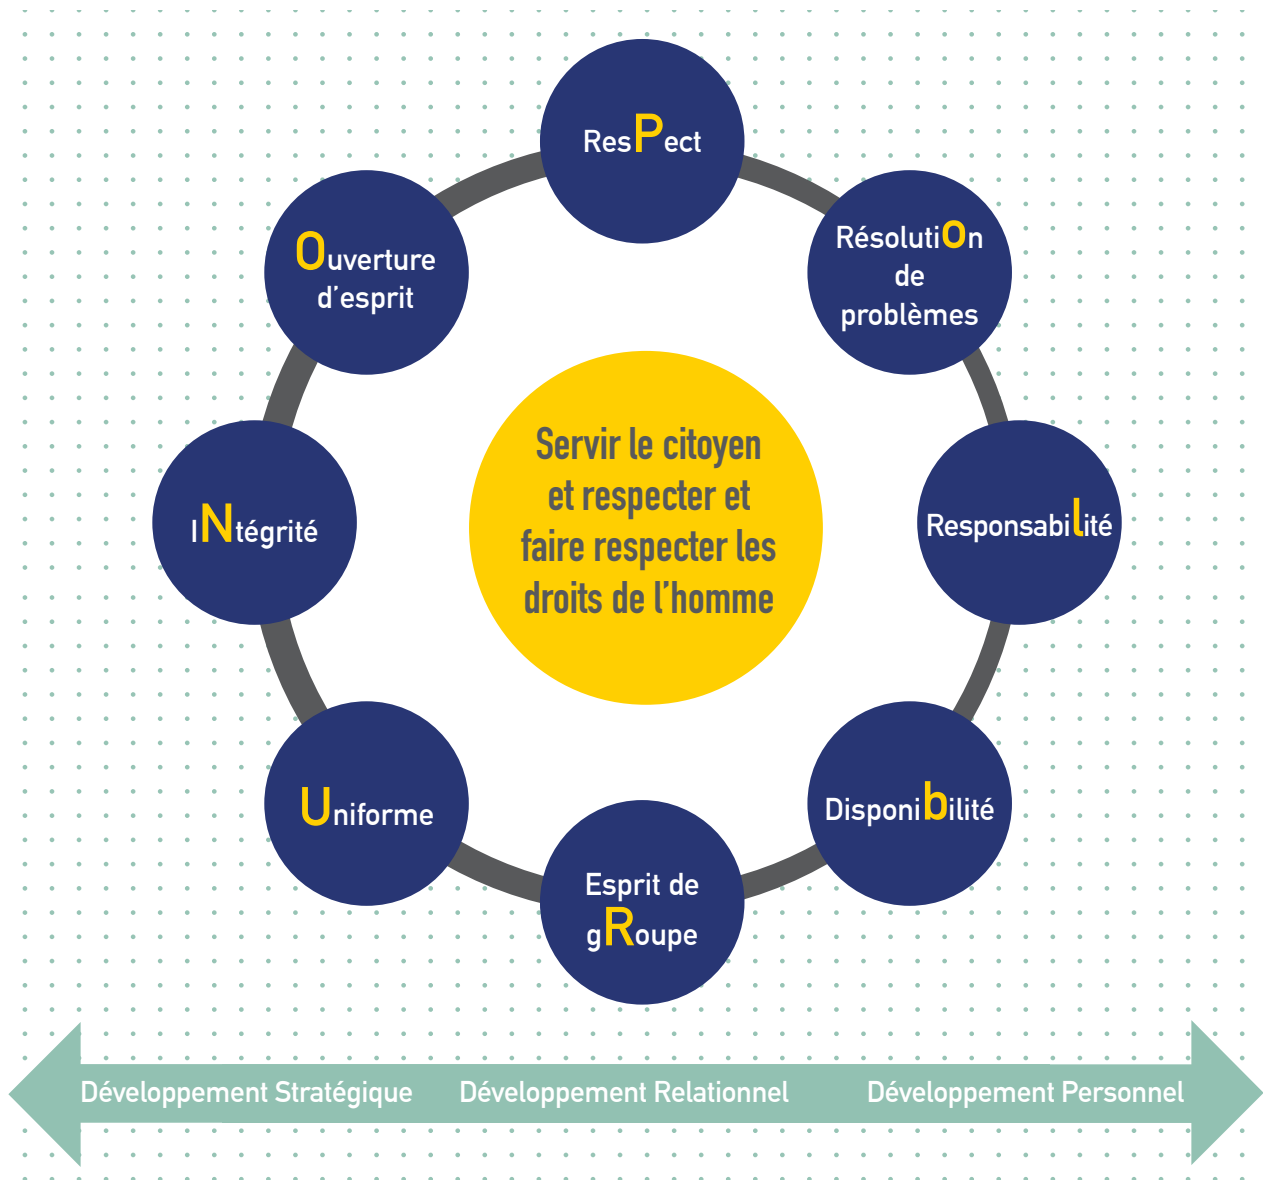 ResPect
Résolution
de
problèmes
Responsabilité
Disponibilité
Esprit de
gRoupe
Uniforme
INtégrité
Ouverture
d'esprit
Servir le citoyen
et respecter et
faire respecter les
droits de l'homme
Développement Stratégique
Développement Relationnel
Développement Personnel